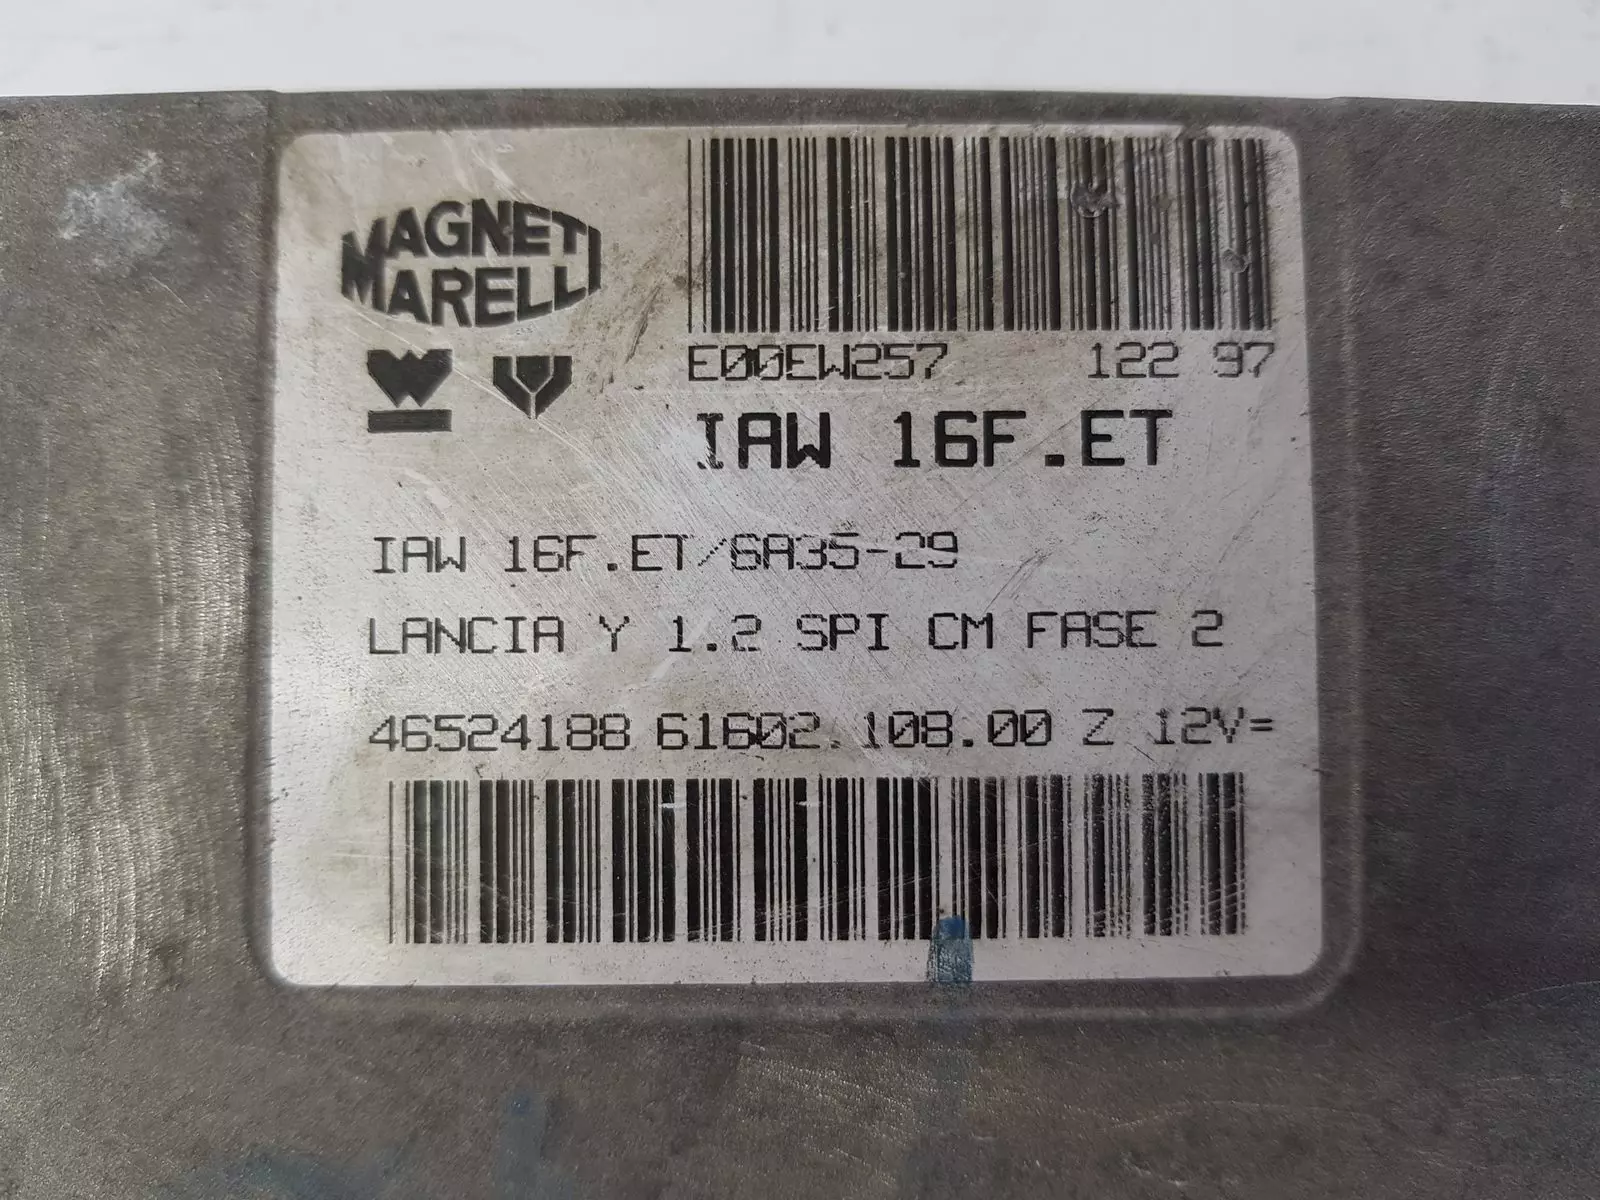 MAGNETI
MARELLI
E00EW257 122 97
IAW 16F.ET
IAW 16F.ET/6A35-29
LANCIA Y 1.2 SPI CM FASE 2
46524188 61602.108.00 Z 12V=